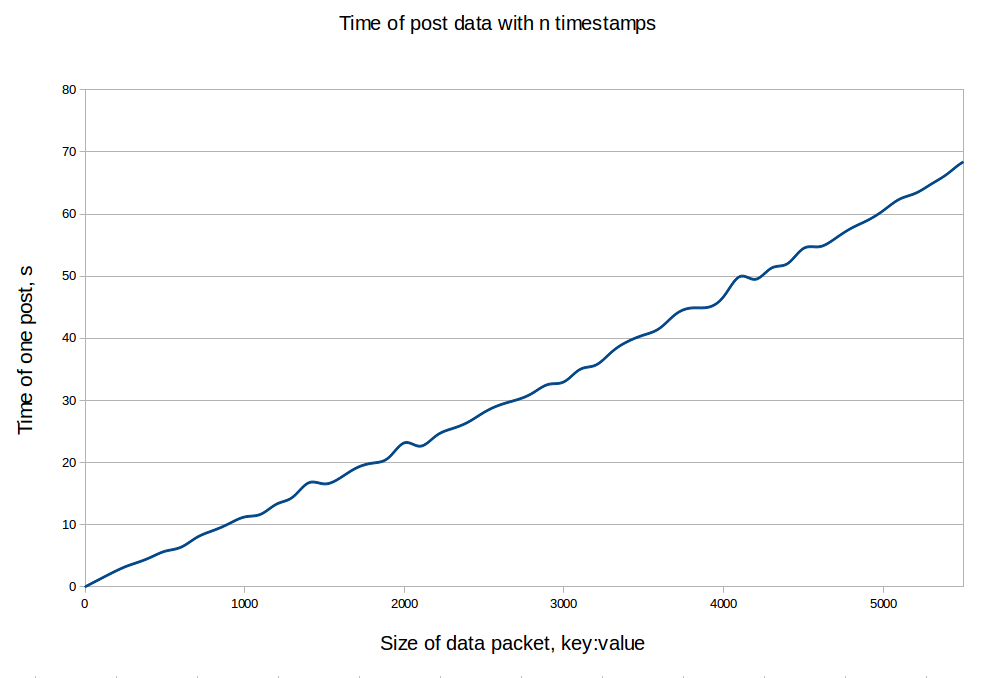 Time of post data with n timestamps
80
70
60
50
40
30
20
10
0
Time of one post, s
0 1000 2000 3000 4000 5000
Size of data packet, key:value